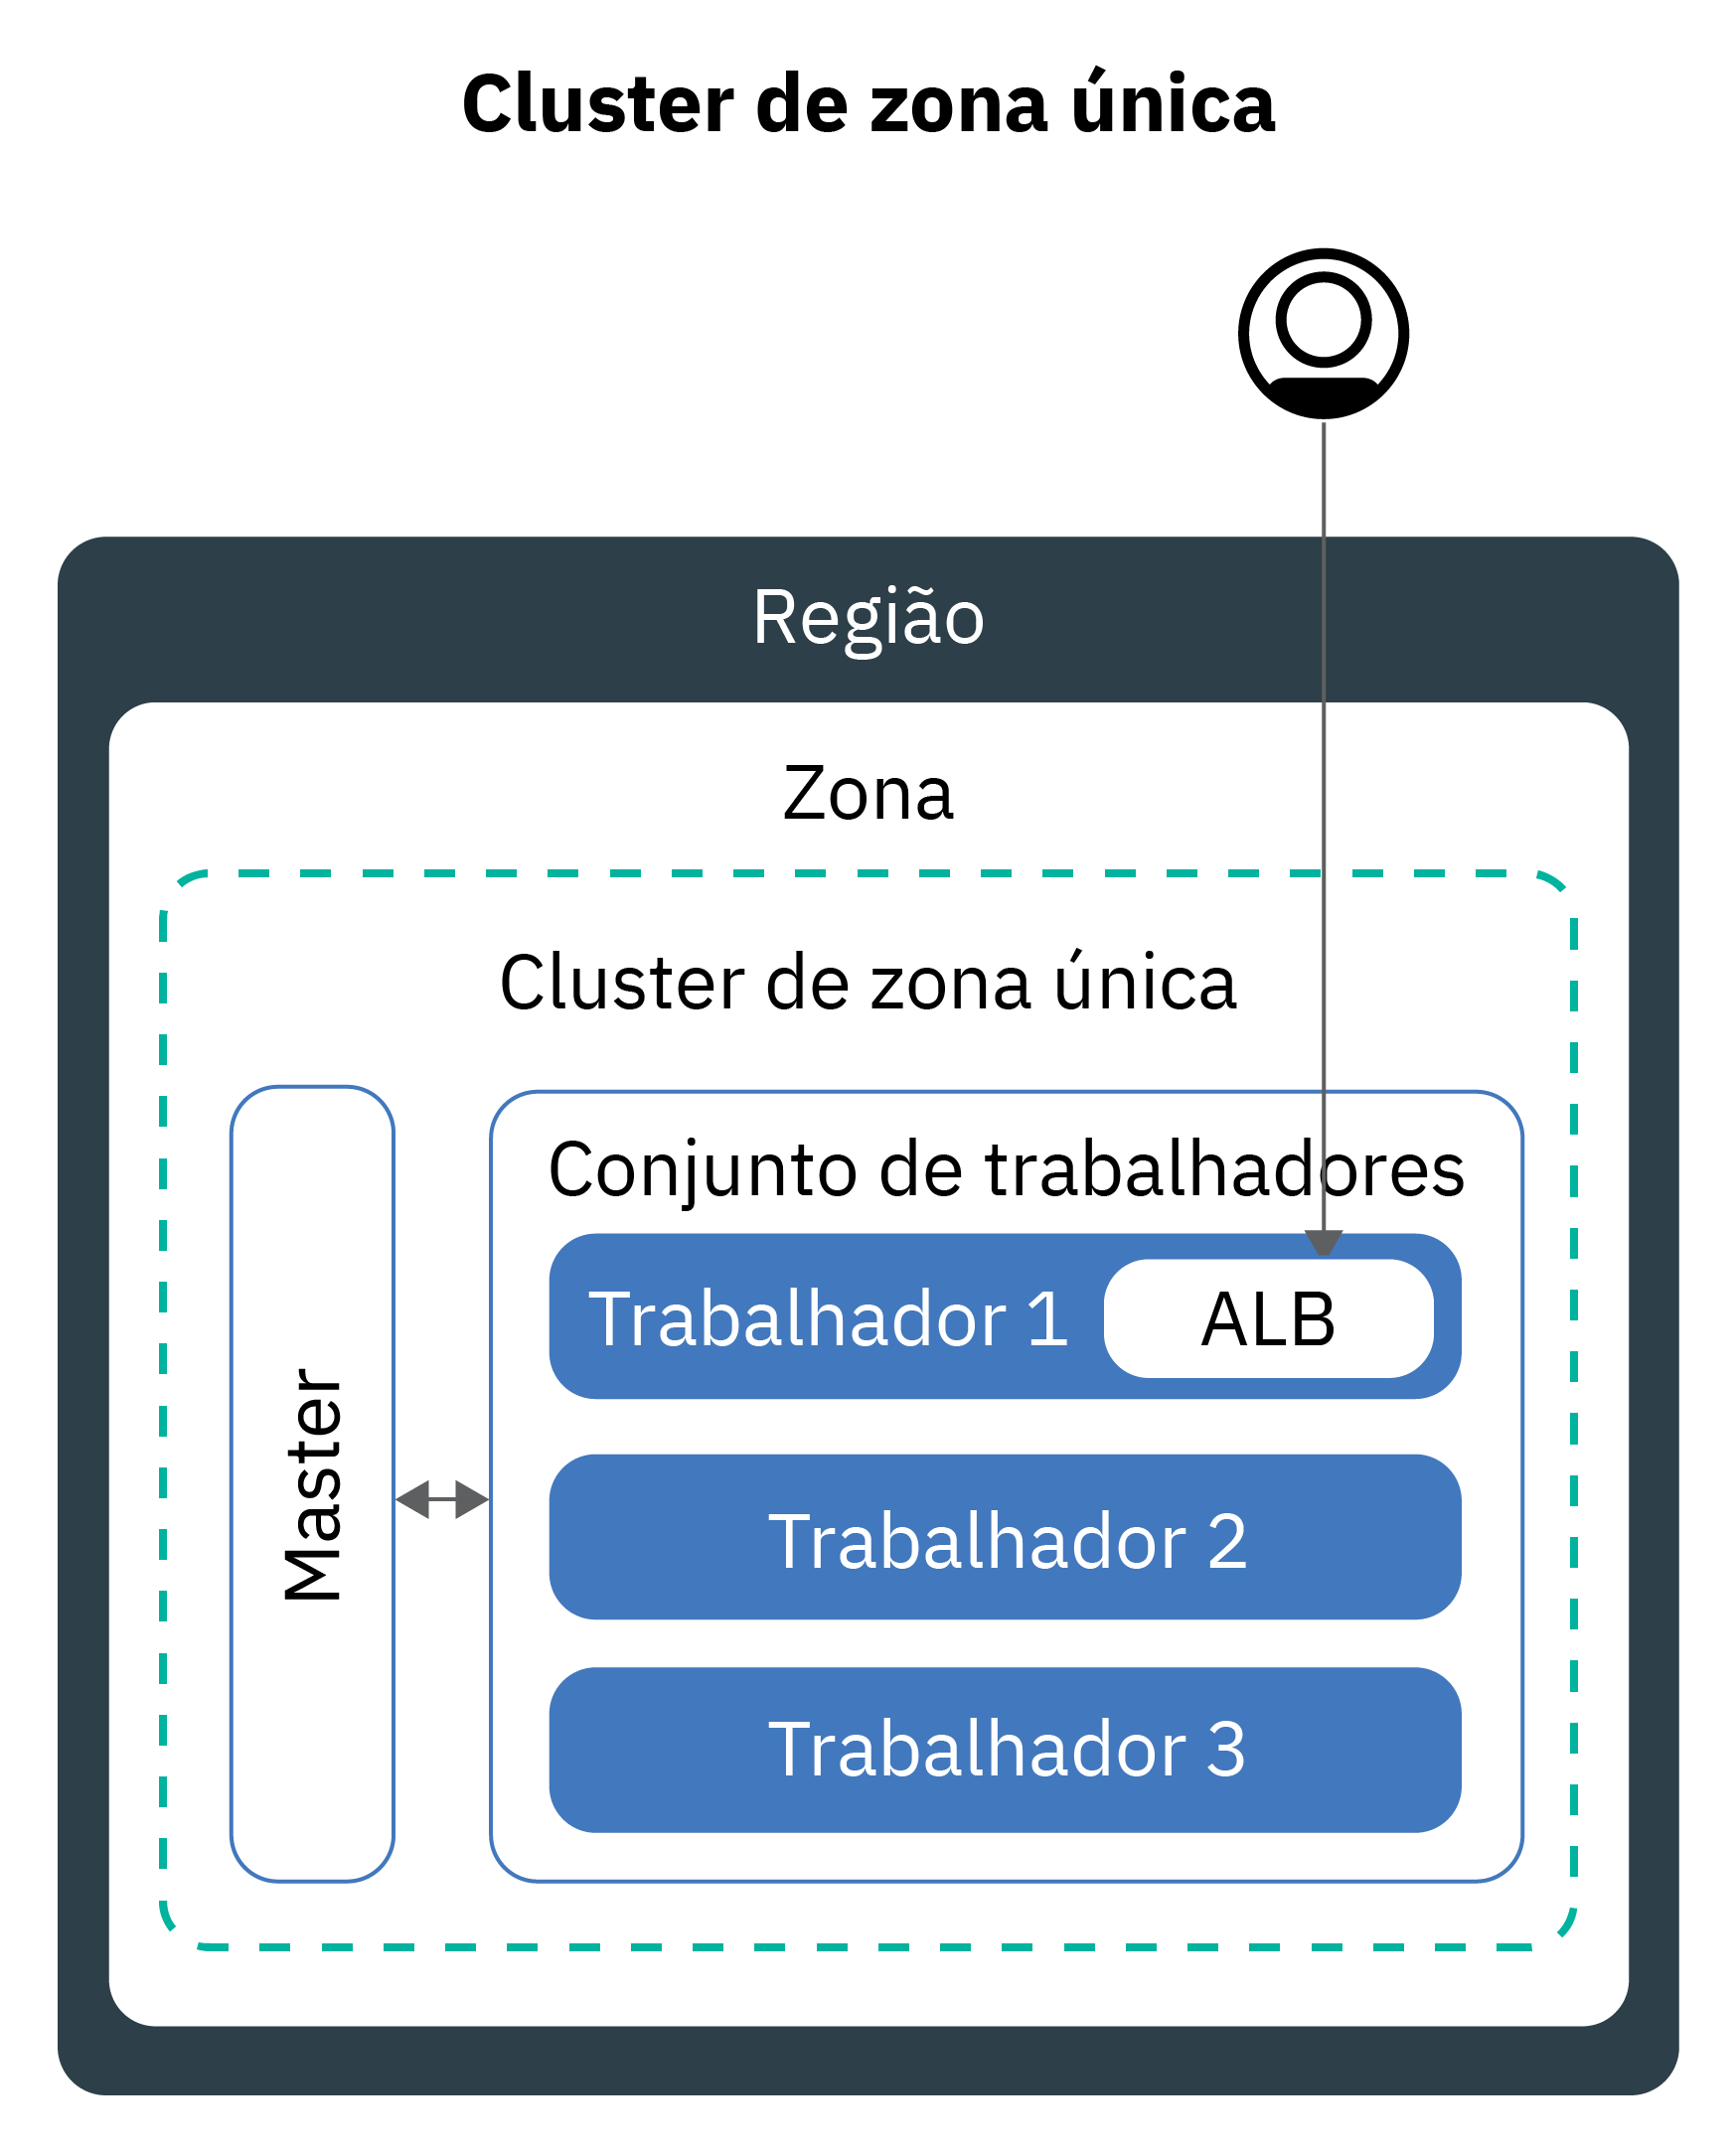 Cluster de zona única
Região
Zona
Cluster de zona única
Master
Conjunto de trabalhadores
Trabalhador 1
ALB
Trabalhador 2
Trabalhador 3